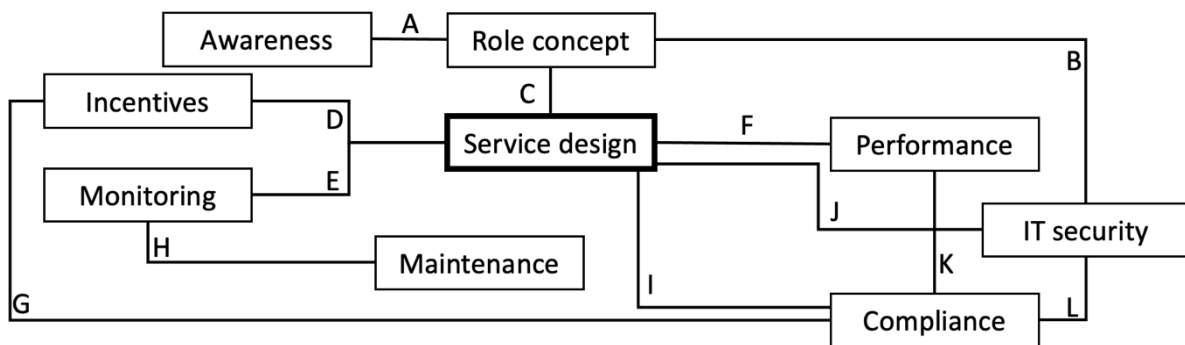 Awareness
A
Role concept
B
Incentives
C
D
Service design
F
Performance
Monitoring
E
J
IT security
H
Maintenance
K
I
G
Compliance
L